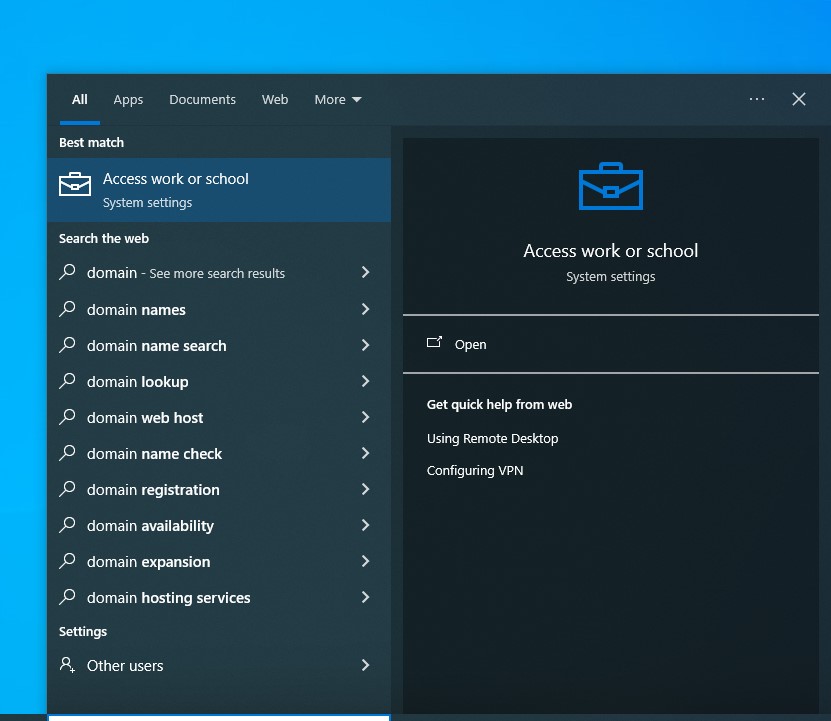 All Apps Documents Web More
Best match
Access work or school
System settings
Search the web
domain - See more search results
domain names
domain name search
domain lookup
domain web host
domain name check
domain registration
domain availability
domain expansion
domain hosting services
Settings
Other users
Access work or school
System settings
Open
Get quick help from web
Using Remote Desktop
Configuring VPN